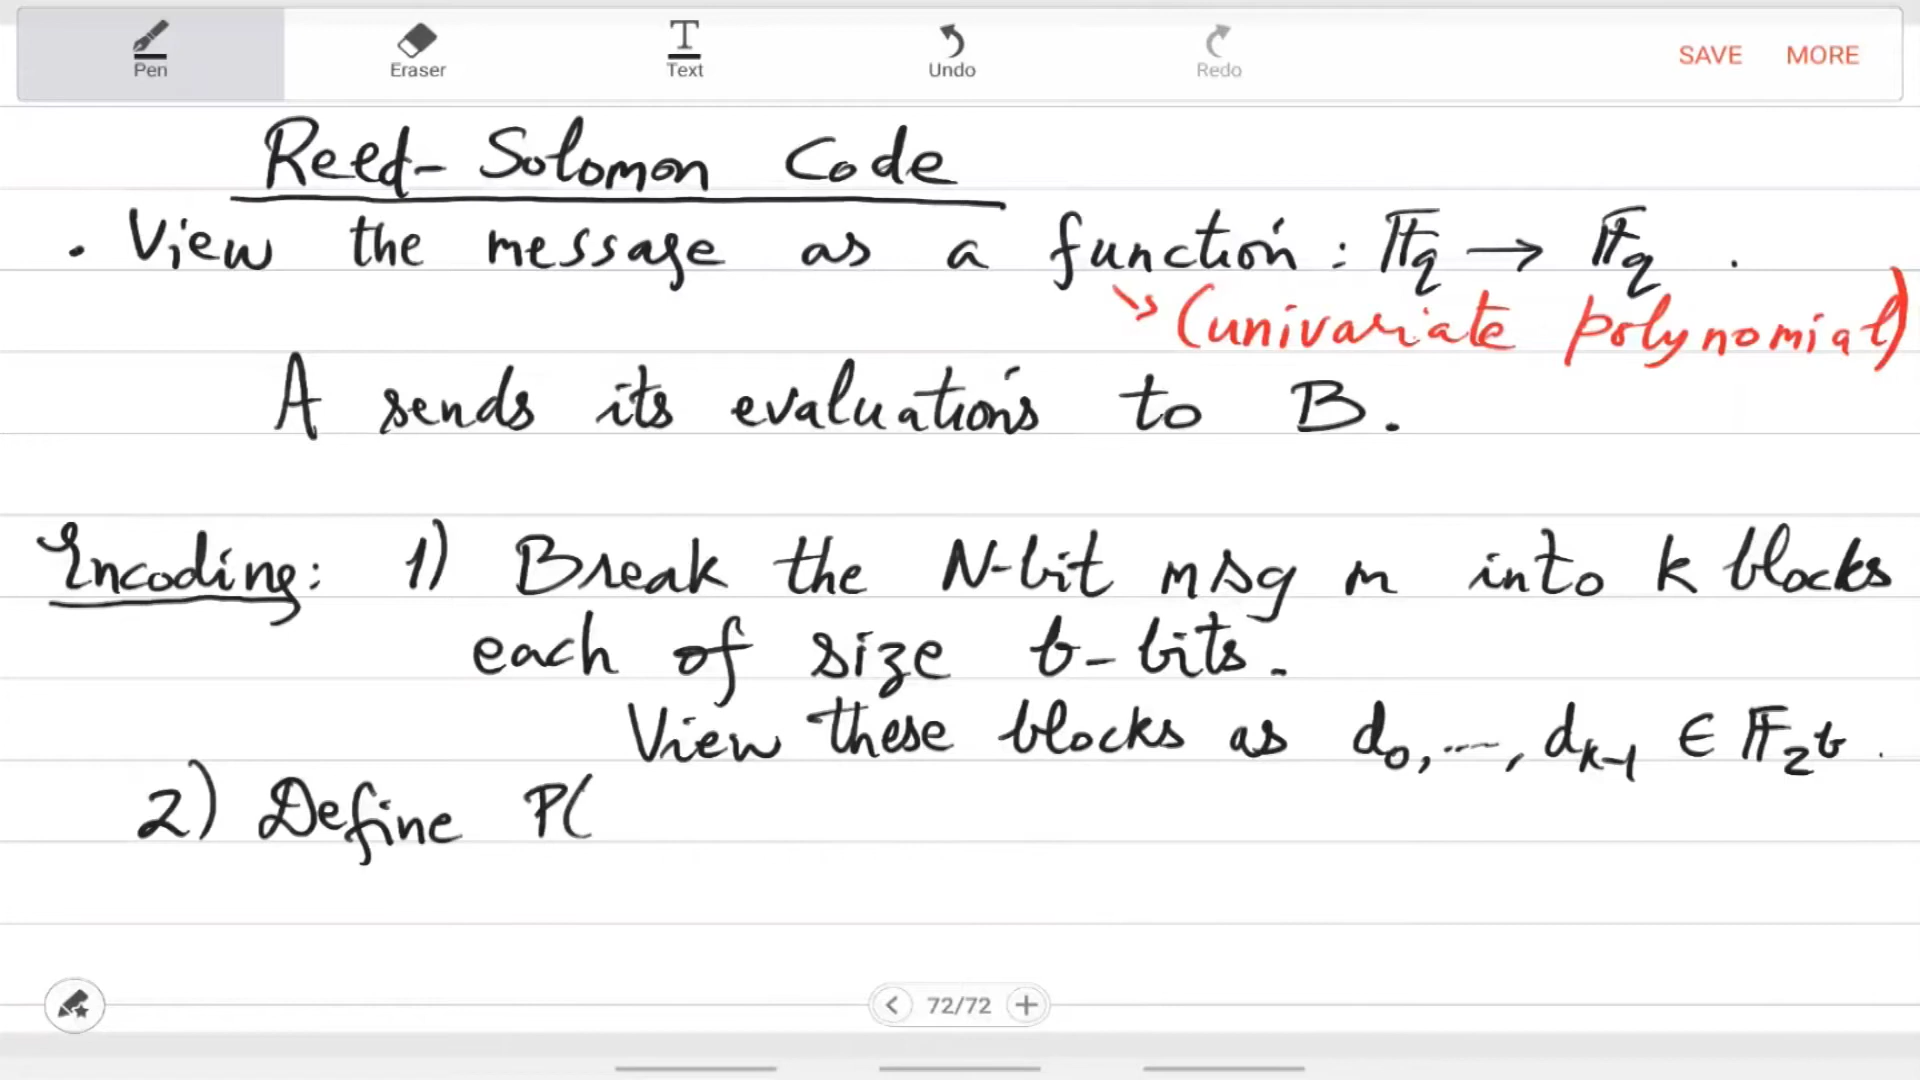 Pen Eraser Text Undo Redo SAVE MORE
Reed-Solomon Code
. View the message as a function : 𝔽q → 𝔽q .
↘ (univariate polynomial)
A sends its evaluations to B.
Encoding: 1) Break the N-bit msg m into k blocks
each of size b-bits.
View these blocks as d₀,---, dₖ₋₁ ∈ 𝔽₂b .
2) Define P(
72/72